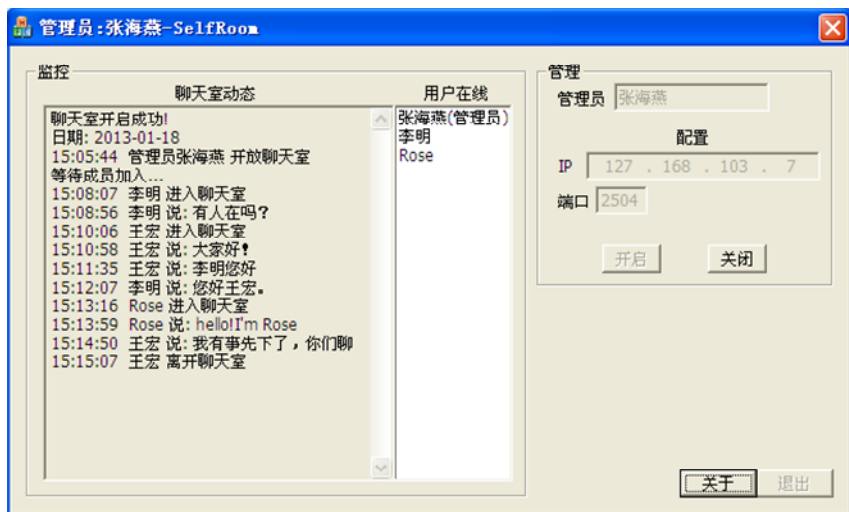 管理员:张海燕-SelfRoom
监控
聊天室动态
用户在线
聊天室开启成功!
日期: 2013-01-18
15:05:44 管理员张海燕 开放聊天室
等待成员加入...
15:08:07 李明 进入聊天室
15:08:56 李明 说: 有人在吗?
15:10:06 王宏 进入聊天室
15:10:58 王宏 说: 大家好!
15:11:35 王宏 说: 李明您好
15:12:07 李明 说: 您好王宏。
15:13:16 Rose 进入聊天室
15:13:59 Rose 说: hello!I'm Rose
15:14:50 王宏 说: 我有事先下了，你们聊
15:15:07 王宏 离开聊天室
张海燕(管理员)
李明
Rose
管理
管理员 张海燕
配置
IP 127 . 168 . 103 . 7
端口 2504
开启 关闭
关于 退出